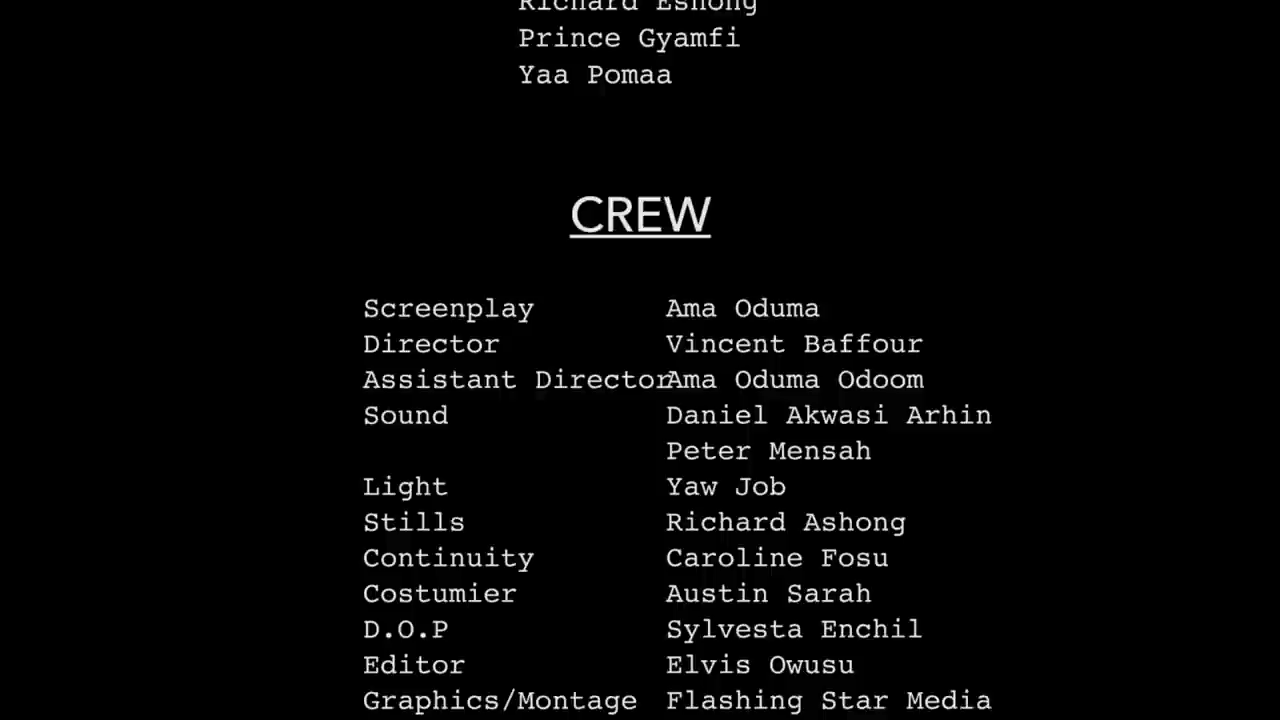 Richard Eshong
Prince Gyamfi
Yaa Pomaa
CREW
Screenplay Ama Oduma
Director Vincent Baffour
Assistant Director Ama Oduma Odoom
Sound Daniel Akwasi Arhin
Peter Mensah
Light Yaw Job
Stills Richard Ashong
Continuity Caroline Fosu
Costumier Austin Sarah
D.O.P Sylvesta Enchil
Editor Elvis Owusu
Graphics/Montage Flashing Star Media